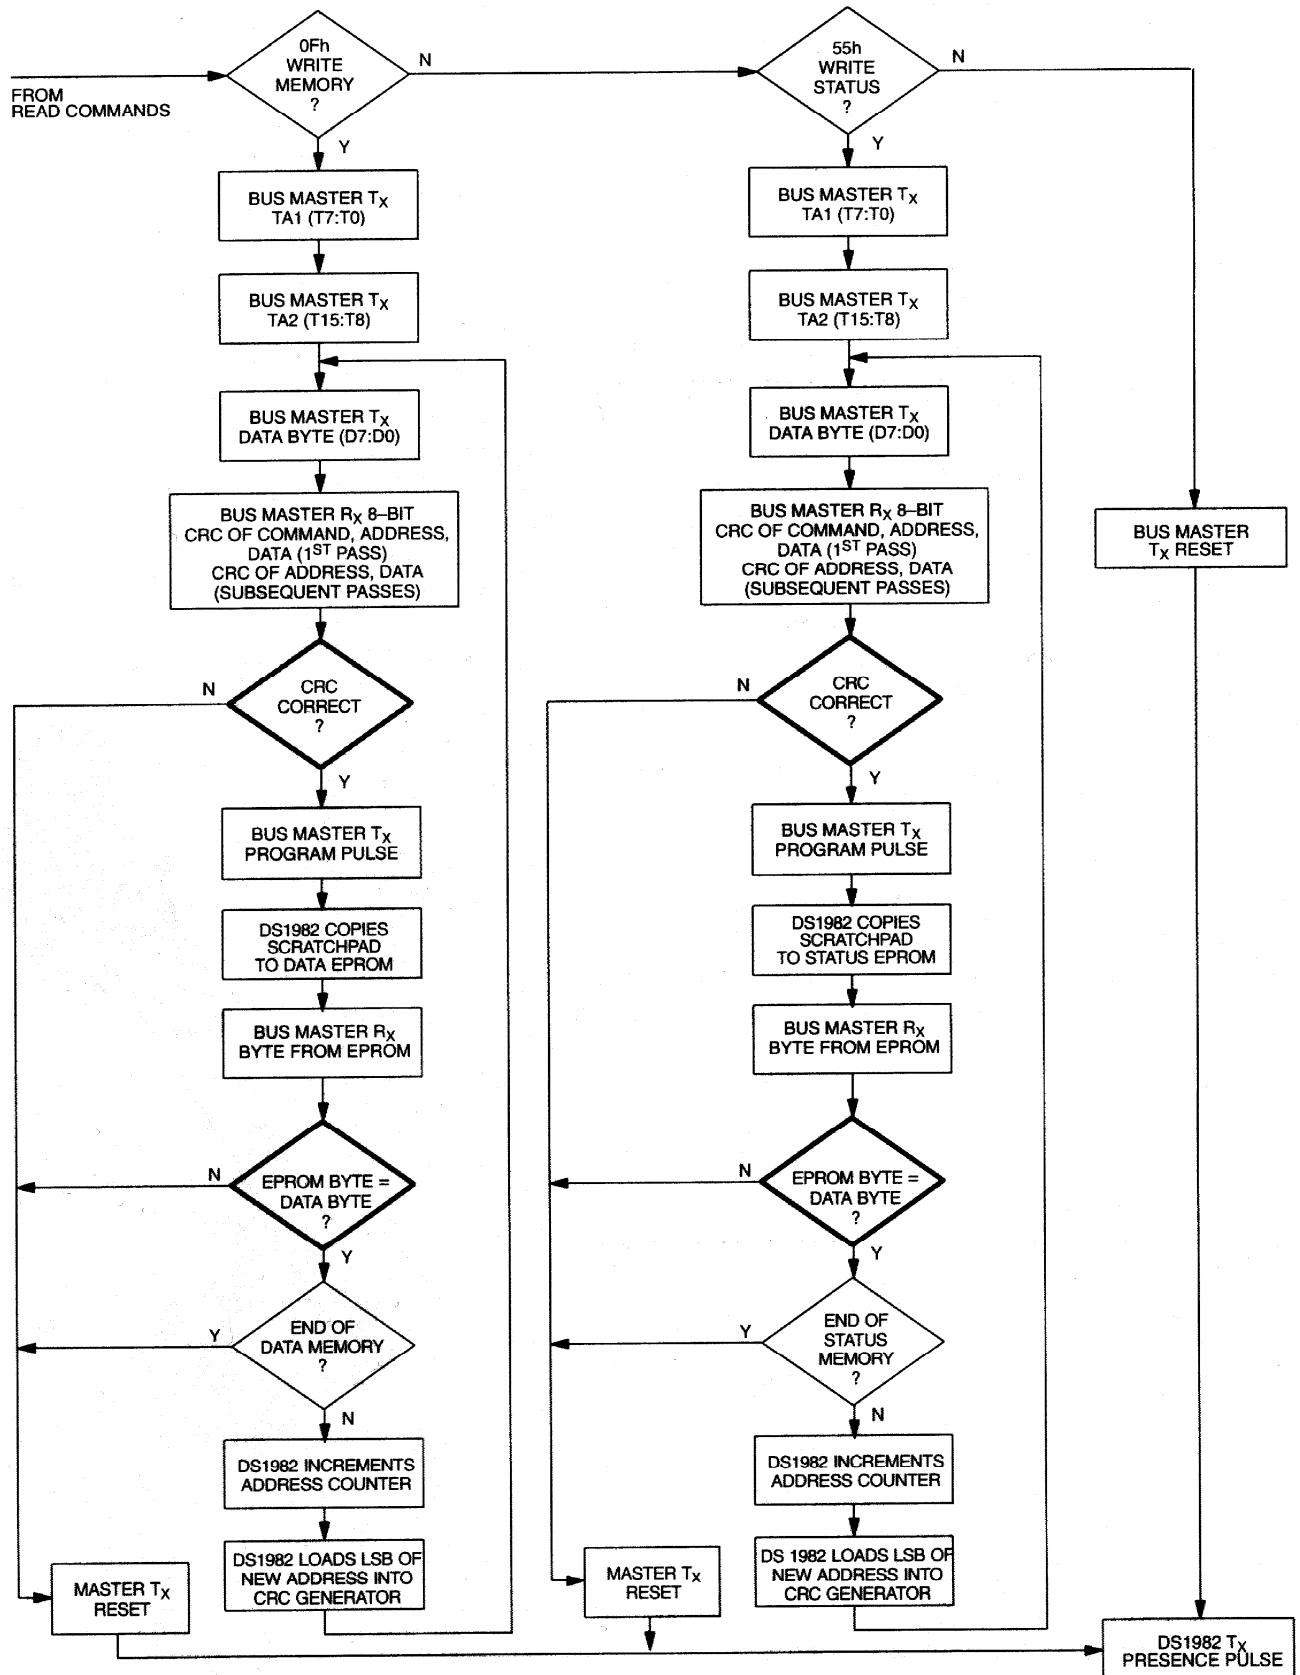 0Fh
WRITE
MEMORY
?
N
Y
FROM
READ COMMANDS
55h
WRITE
STATUS
?
N
Y
BUS MASTER TX
TA1 (T7:T0)
BUS MASTER TX
TA2 (T15:T8)
BUS MASTER TX
DATA BYTE (D7:D0)
BUS MASTER RX 8–BIT
CRC OF COMMAND, ADDRESS,
DATA (1ST PASS)
CRC OF ADDRESS, DATA
(SUBSEQUENT PASSES)
CRC
CORRECT
?
N
Y
BUS MASTER TX
PROGRAM PULSE
DS1982 COPIES
SCRATCHPAD
TO DATA EPROM
BUS MASTER RX
BYTE FROM EPROM
EPROM BYTE =
DATA BYTE
?
N
Y
END OF
DATA MEMORY
?
Y
N
DS1982 INCREMENTS
ADDRESS COUNTER
DS1982 LOADS LSB OF
NEW ADDRESS INTO
CRC GENERATOR
MASTER TX
RESET
BUS MASTER TX
TA1 (T7:T0)
BUS MASTER TX
TA2 (T15:T8)
BUS MASTER TX
DATA BYTE (D7:D0)
BUS MASTER RX 8–BIT
CRC OF COMMAND, ADDRESS,
DATA (1ST PASS)
CRC OF ADDRESS, DATA
(SUBSEQUENT PASSES)
CRC
CORRECT
?
N
Y
BUS MASTER TX
PROGRAM PULSE
DS1982 COPIES
SCRATCHPAD
TO STATUS EPROM
BUS MASTER RX
BYTE FROM EPROM
EPROM BYTE =
DATA BYTE
?
N
Y
END OF
STATUS
MEMORY
?
Y
N
DS1982 INCREMENTS
ADDRESS COUNTER
DS 1982 LOADS LSB OF
NEW ADDRESS INTO
CRC GENERATOR
MASTER TX
RESET
BUS MASTER
TX RESET
DS1982 TX
PRESENCE PULSE